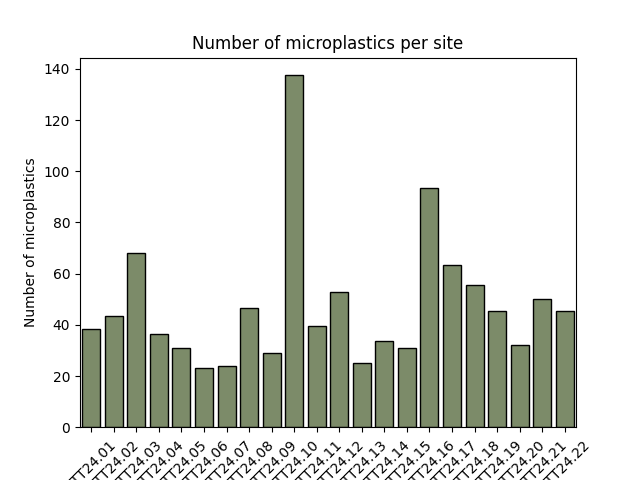 Number of microplastics per site
Number of microplastics
140
120
100
80
60
40
20
0
TT24.01
TT24.02
TT24.03
TT24.04
TT24.05
TT24.06
TT24.07
TT24.08
TT24.09
TT24.10
TT24.11
TT24.12
TT24.13
TT24.14
TT24.15
TT24.16
TT24.17
TT24.18
TT24.19
TT24.20
TT24.21
TT24.22